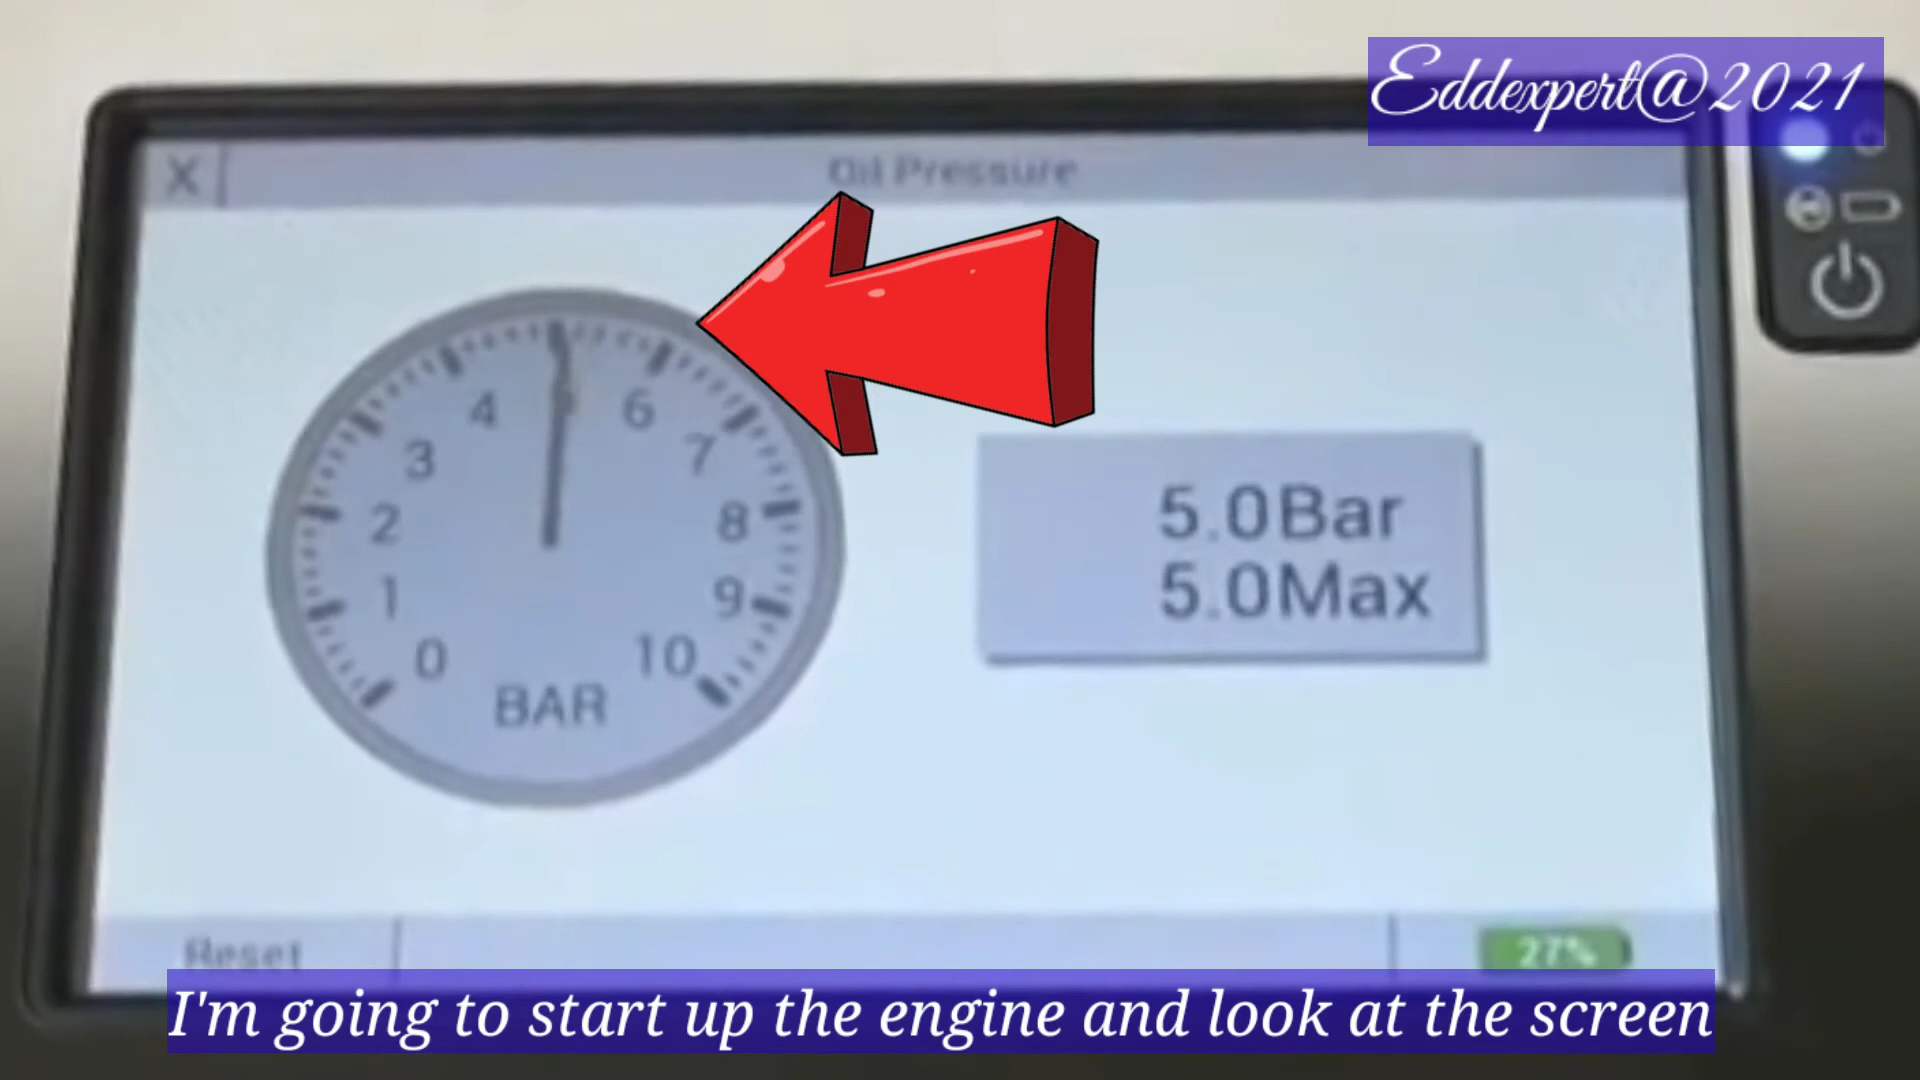 Eddexpert@2021
X
Oil Pressure
4
6
3
7
2
8
1
9
0
10
BAR
5.0Bar
5.0Max
Reset
27%
I'm going to start up the engine and look at the screen